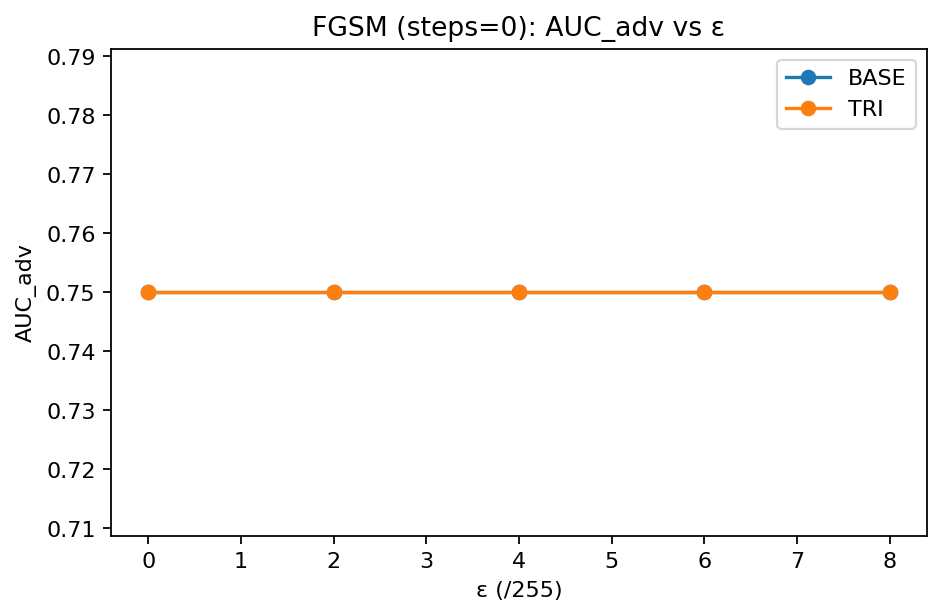 FGSM (steps=0): AUC_adv vs ε
BASE
TRI
AUC_adv
0.79
0.78
0.77
0.76
0.75
0.74
0.73
0.72
0.71
0 1 2 3 4 5 6 7 8
ε (/255)